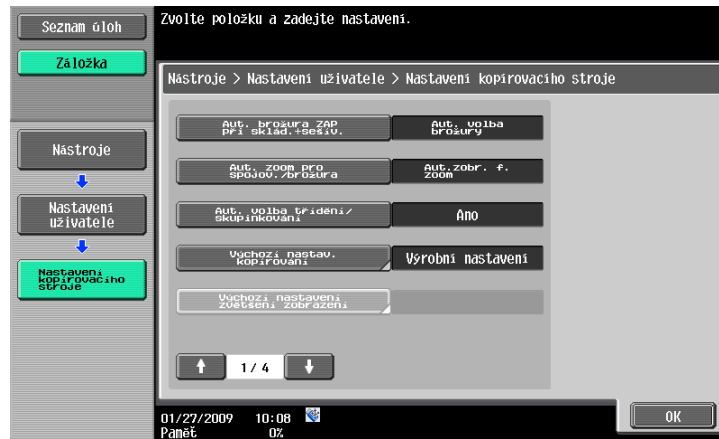 Seznam úloh
Zvolte položku a zadejte nastavení.
Záložka
Nástroje > Nastavení uživatele > Nastavení kopírovacího stroje
Aut. brožura ZAP
při sklád.+sešiv.
Aut. volba
brožury
Nástroje
Aut. zoom pro
spojov./brožura
Aut.zobr. f.
zoom
Nastavení
uživatele
Aut. volba třídění/
skupinkování
Ano
Výchozí nastav.
kopírování
Výrobní nastavení
Nastavení
kopírovacího
stroje
Výchozí nastavení
zvětšení zobrazení
1/ 4
OK
01/27/2009 10:08
Paměť 0%